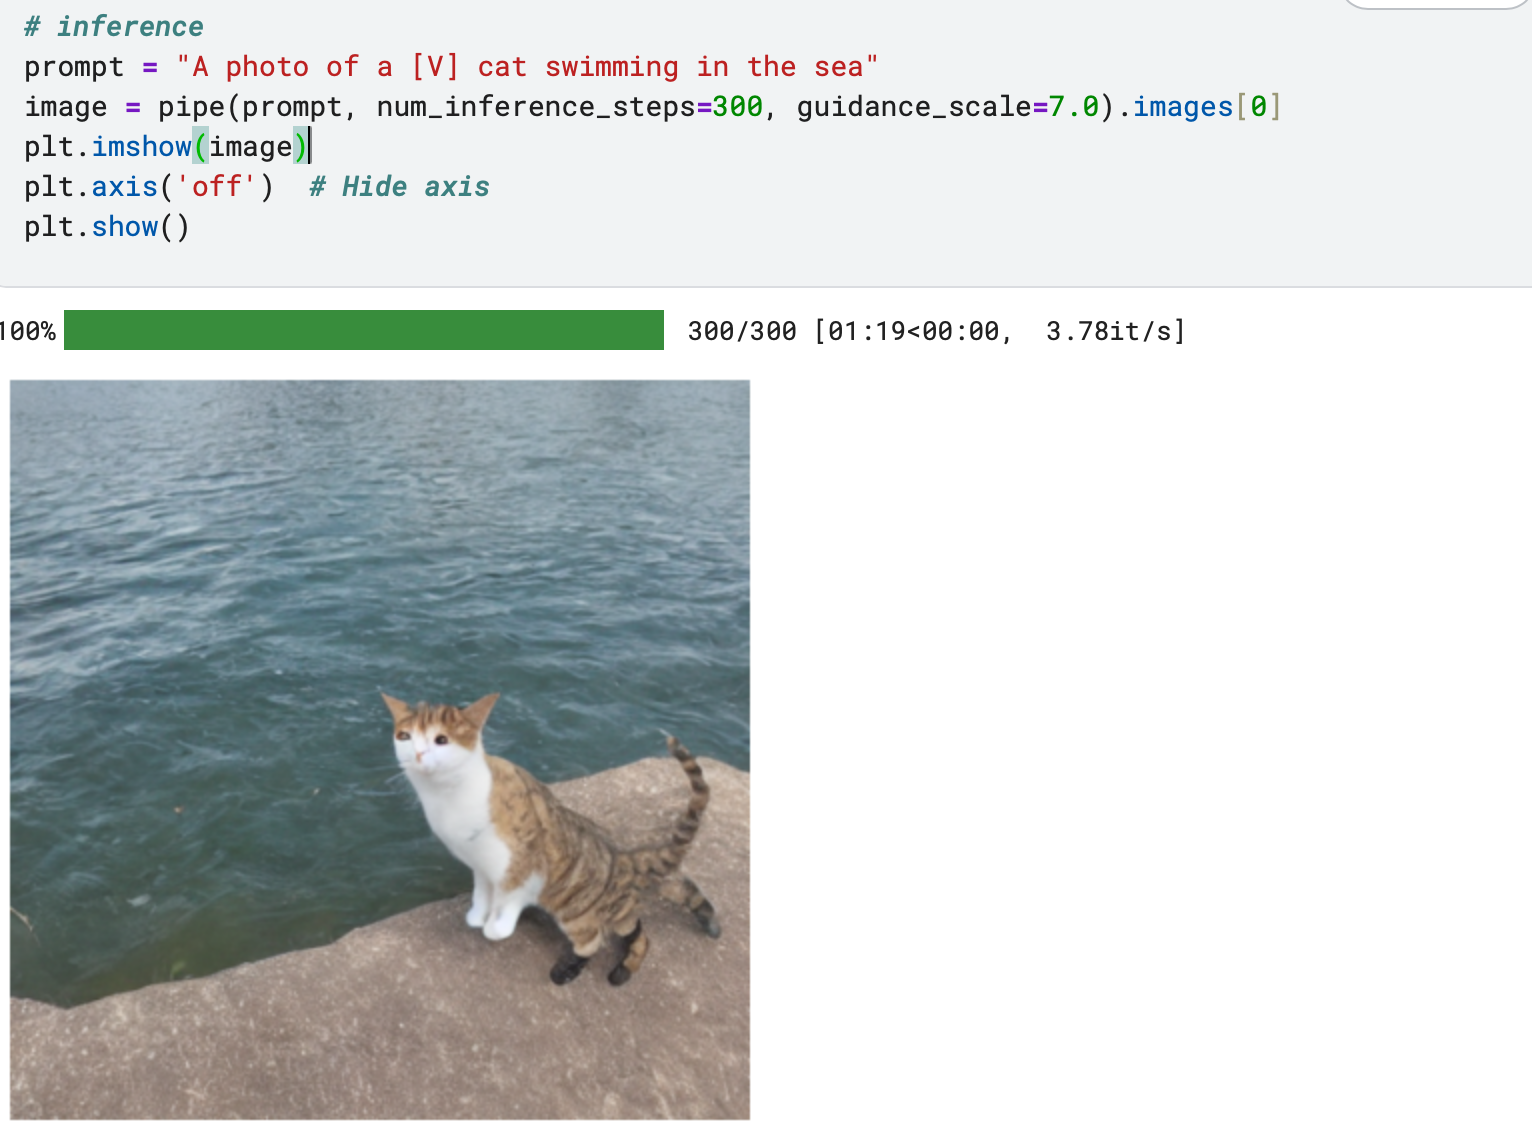 # inference
prompt = "A photo of a [V] cat swimming in the sea"
image = pipe(prompt, num_inference_steps=300, guidance_scale=7.0).images[0]
plt.imshow(image)
plt.axis('off')  # Hide axis
plt.show()
100% 300/300 [01:19<00:00,  3.78it/s]